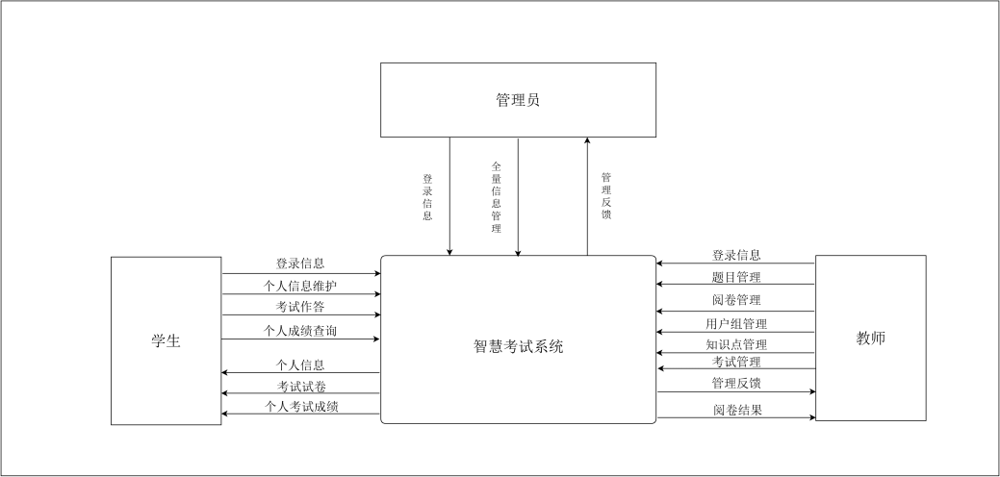 管理员
登录信息
全量信息管理
管理反馈
登录信息
个人信息维护
考试作答
个人成绩查询
个人信息
考试试卷
个人考试成绩
学生
智慧考试系统
登录信息
题目管理
阅卷管理
用户组管理
知识点管理
考试管理
管理反馈
阅卷结果
教师